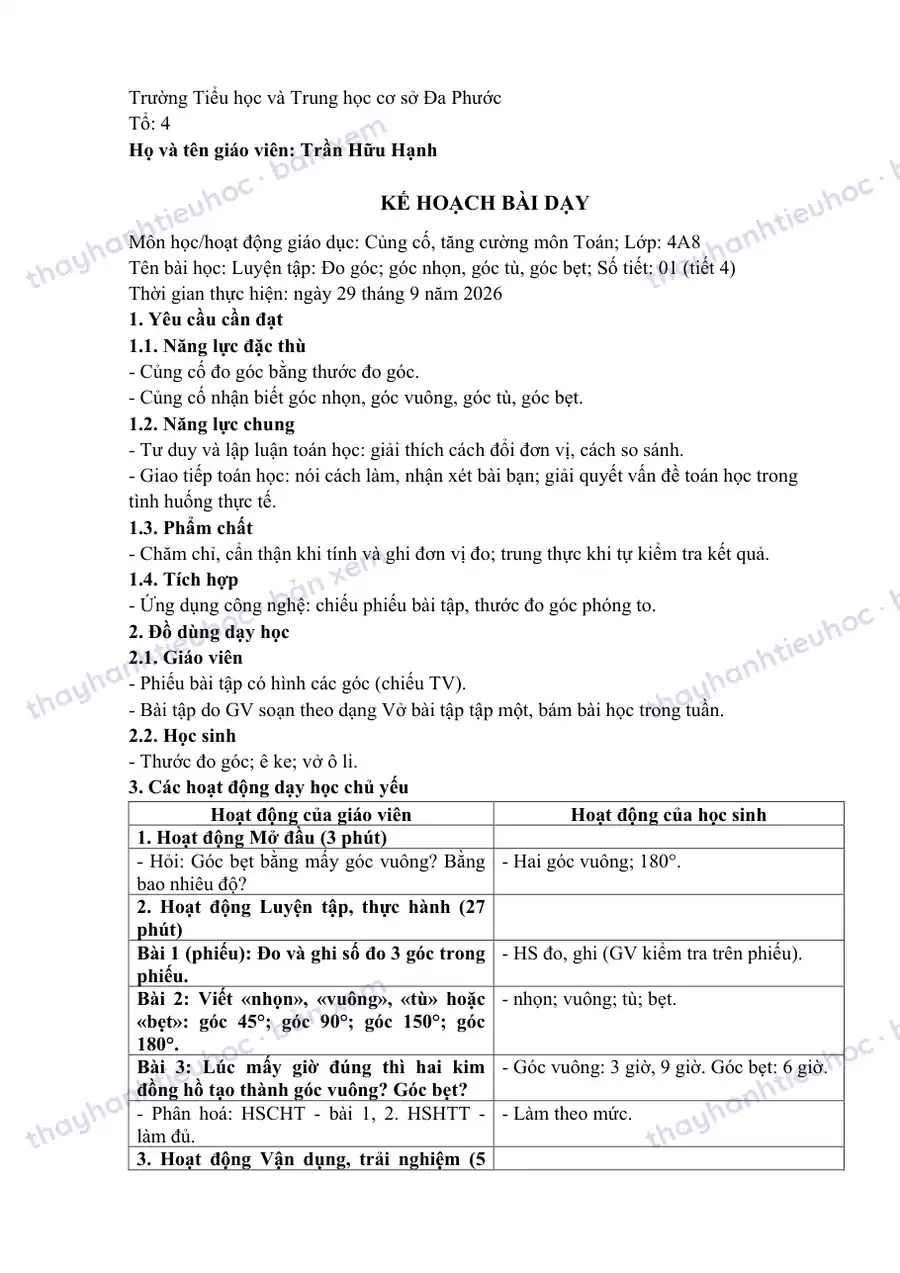 Trường Tiểu học và Trung học cơ sở Đa Phước
Tổ: 4
Họ và tên giáo viên: Trần Hữu Hạnh
KẾ HOẠCH BÀI DẠY
Môn học/hoạt động giáo dục: Củng cố, tăng cường môn Toán; Lớp: 4A8
Tên bài học: Luyện tập: Đo góc; góc nhọn, góc tù, góc bẹt; Số tiết: 01 (tiết 4)
Thời gian thực hiện: ngày 29 tháng 9 năm 2026
1. Yêu cầu cần đạt
1.1. Năng lực đặc thù
- Củng cố đo góc bằng thước đo góc.
- Củng cố nhận biết góc nhọn, góc vuông, góc tù, góc bẹt.
1.2. Năng lực chung
- Tư duy và lập luận toán học: giải thích cách đổi đơn vị, cách so sánh.
- Giao tiếp toán học: nói cách làm, nhận xét bài bạn; giải quyết vấn đề toán học trong
tình huống thực tế.
1.3. Phẩm chất
- Chăm chỉ, cẩn thận khi tính và ghi đơn vị đo; trung thực khi tự kiểm tra kết quả.
1.4. Tích hợp
- Ứng dụng công nghệ: chiếu phiếu bài tập, thước đo góc phóng to.
2. Đồ dùng dạy học
2.1. Giáo viên
- Phiếu bài tập có hình các góc (chiếu TV).
- Bài tập do GV soạn theo dạng Vở bài tập tập một, bám bài học trong tuần.
2.2. Học sinh
- Thước đo góc; ê ke; vở ô li.
3. Các hoạt động dạy học chủ yếu
Hoạt động của giáo viên
Hoạt động của học sinh
1. Hoạt động Mở đầu (3 phút)
- Hỏi: Góc bẹt bằng mấy góc vuông? Bằng
bao nhiêu độ?
- Hai góc vuông; 180°.
2. Hoạt động Luyện tập, thực hành (27
phút)
Bài 1 (phiếu): Đo và ghi số đo 3 góc trong
phiếu.
- HS đo, ghi (GV kiểm tra trên phiếu).
Bài 2: Viết «nhọn», «vuông», «tù» hoặc
«bẹt»: góc 45°; góc 90°; góc 150°; góc
180°.
- nhọn; vuông; tù; bẹt.
Bài 3: Lúc mấy giờ đúng thì hai kim
đồng hồ tạo thành góc vuông? Góc bẹt?
- Góc vuông: 3 giờ, 9 giờ. Góc bẹt: 6 giờ.
- Phân hoá: HSCHT - bài 1, 2. HSHTT -
làm đủ.
- Làm theo mức.
3. Hoạt động Vận dụng, trải nghiệm (5
thayhanhtieuhoc · bản xem
thayhanhtieuhoc · b
thayhanhtieuhoc · bản xem
thayhanhtieuhoc · b
thayhanhtieuhoc · bản xem
thayhanhtieuhoc · b